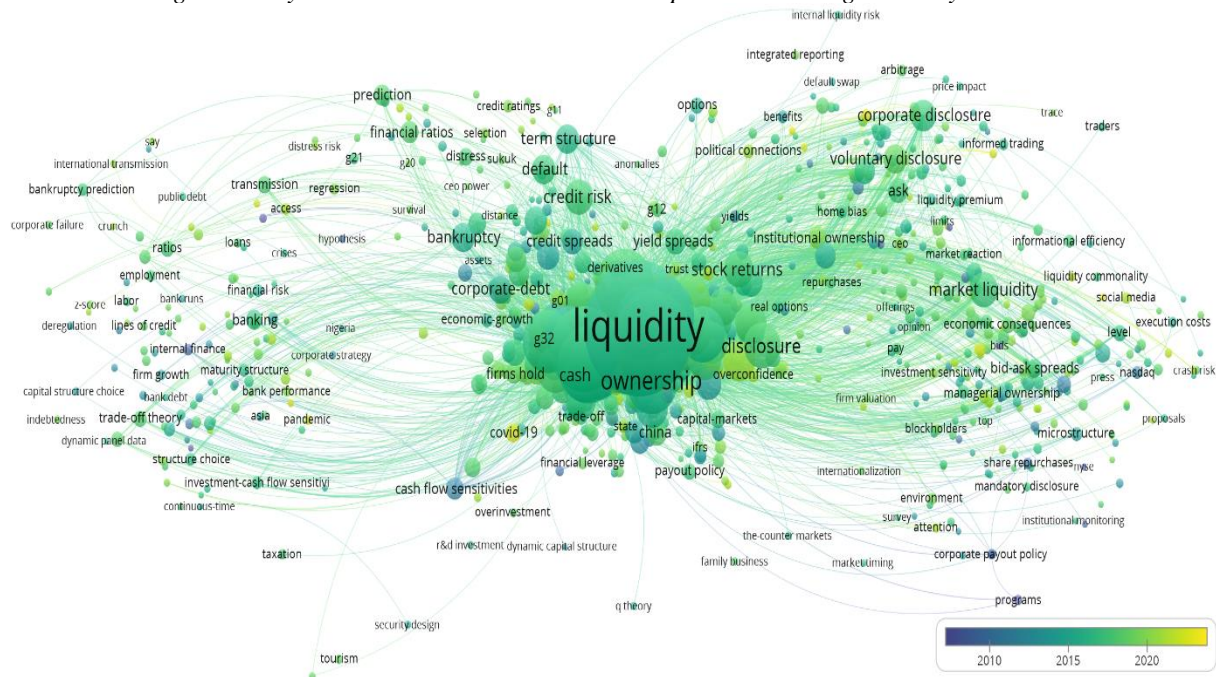 internal liquidity risk
integrated reporting
arbitrage
default swap
price impact
prediction
credit ratings
g11
options
benefits
corporate disclosure
trace
traders
say
financial ratios
selection
term structure
political connections
informed trading
international transmission
distress risk
g21
g20
distress
sukuk
default
anomalies
voluntary disclosure
bankruptcy prediction
public debt
transmission
regression
ceo power
credit risk
ask
liquidity premium
corporate failure
crunch
access
survival
distance
g12
yields
home bias
limits
ratios
loans
hypothesis
bankruptcy
credit spreads
yield spreads
institutional ownership
ceo
informational efficiency
crises
assets
market reaction
employment
derivatives
trust
stock returns
repurchases
liquidity commonality
z-score
labor
bank runs
financial risk
corporate-debt
g01
real options
market liquidity
social media
deregulation
lines of credit
banking
nigeria
economic-growth
liquidity
offerings
opinion
economic consequences
level
execution costs
internal finance
corporate strategy
g32
disclosure
pay
bids
firm growth
maturity structure
firms hold
cash
ownership
overconfidence
investment sensitivity
bid-ask spreads
press
nasdaq
crash risk
capital structure choice
bank debt
bank performance
firm valuation
managerial ownership
indebtedness
trade-off theory
asia
pandemic
trade-off
state
capital-markets
blockholders
top
proposals
dynamic panel data
covid-19
china
microstructure
ifrs
structure choice
financial leverage
payout policy
internationalization
share repurchases
nyse
investment-cash flow sensitivi
cash flow sensitivities
mandatory disclosure
continuous-time
overinvestment
environment
survey
attention
institutional monitoring
taxation
r&d investment
dynamic capital structure
the-counter markets
family business
market timing
corporate payout policy
q theory
programs
security design
tourism
2010
2015
2020